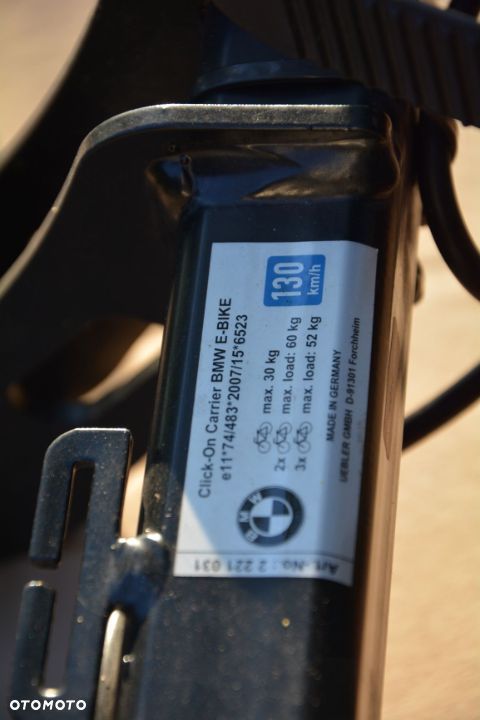 Click-On Carrier BMW E-BIKE
e11*74/483*2007/15*6523
130
km/h
max. 30 kg
2x max. load: 60 kg
3x max. load: 52 kg
MADE IN GERMANY
UEBLER GMBH D-91301 Forchheim
BMW
Art.-No.: 2 221 031
OTOMOTO